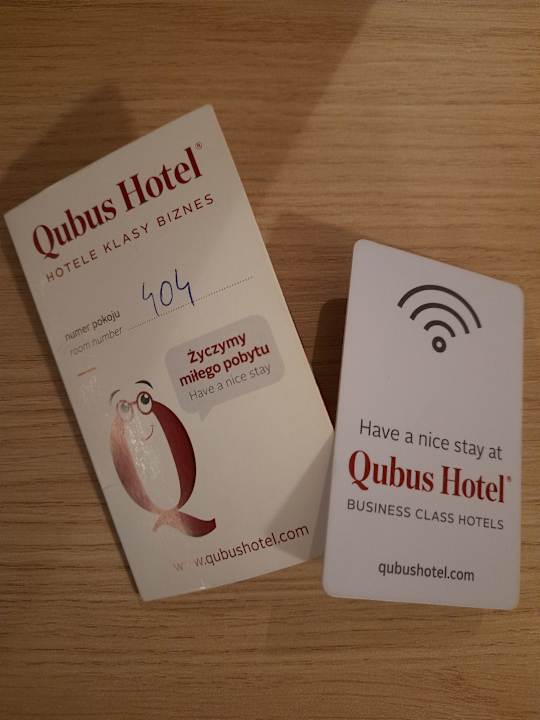 Qubus Hotel®
HOTELE KLASY BIZNES
numer pokoju
room number 404
Życzymy
miłego pobytu
Have a nice stay
www.qubushotel.com
Have a nice stay at
Qubus Hotel®
BUSINESS CLASS HOTELS
qubushotel.com